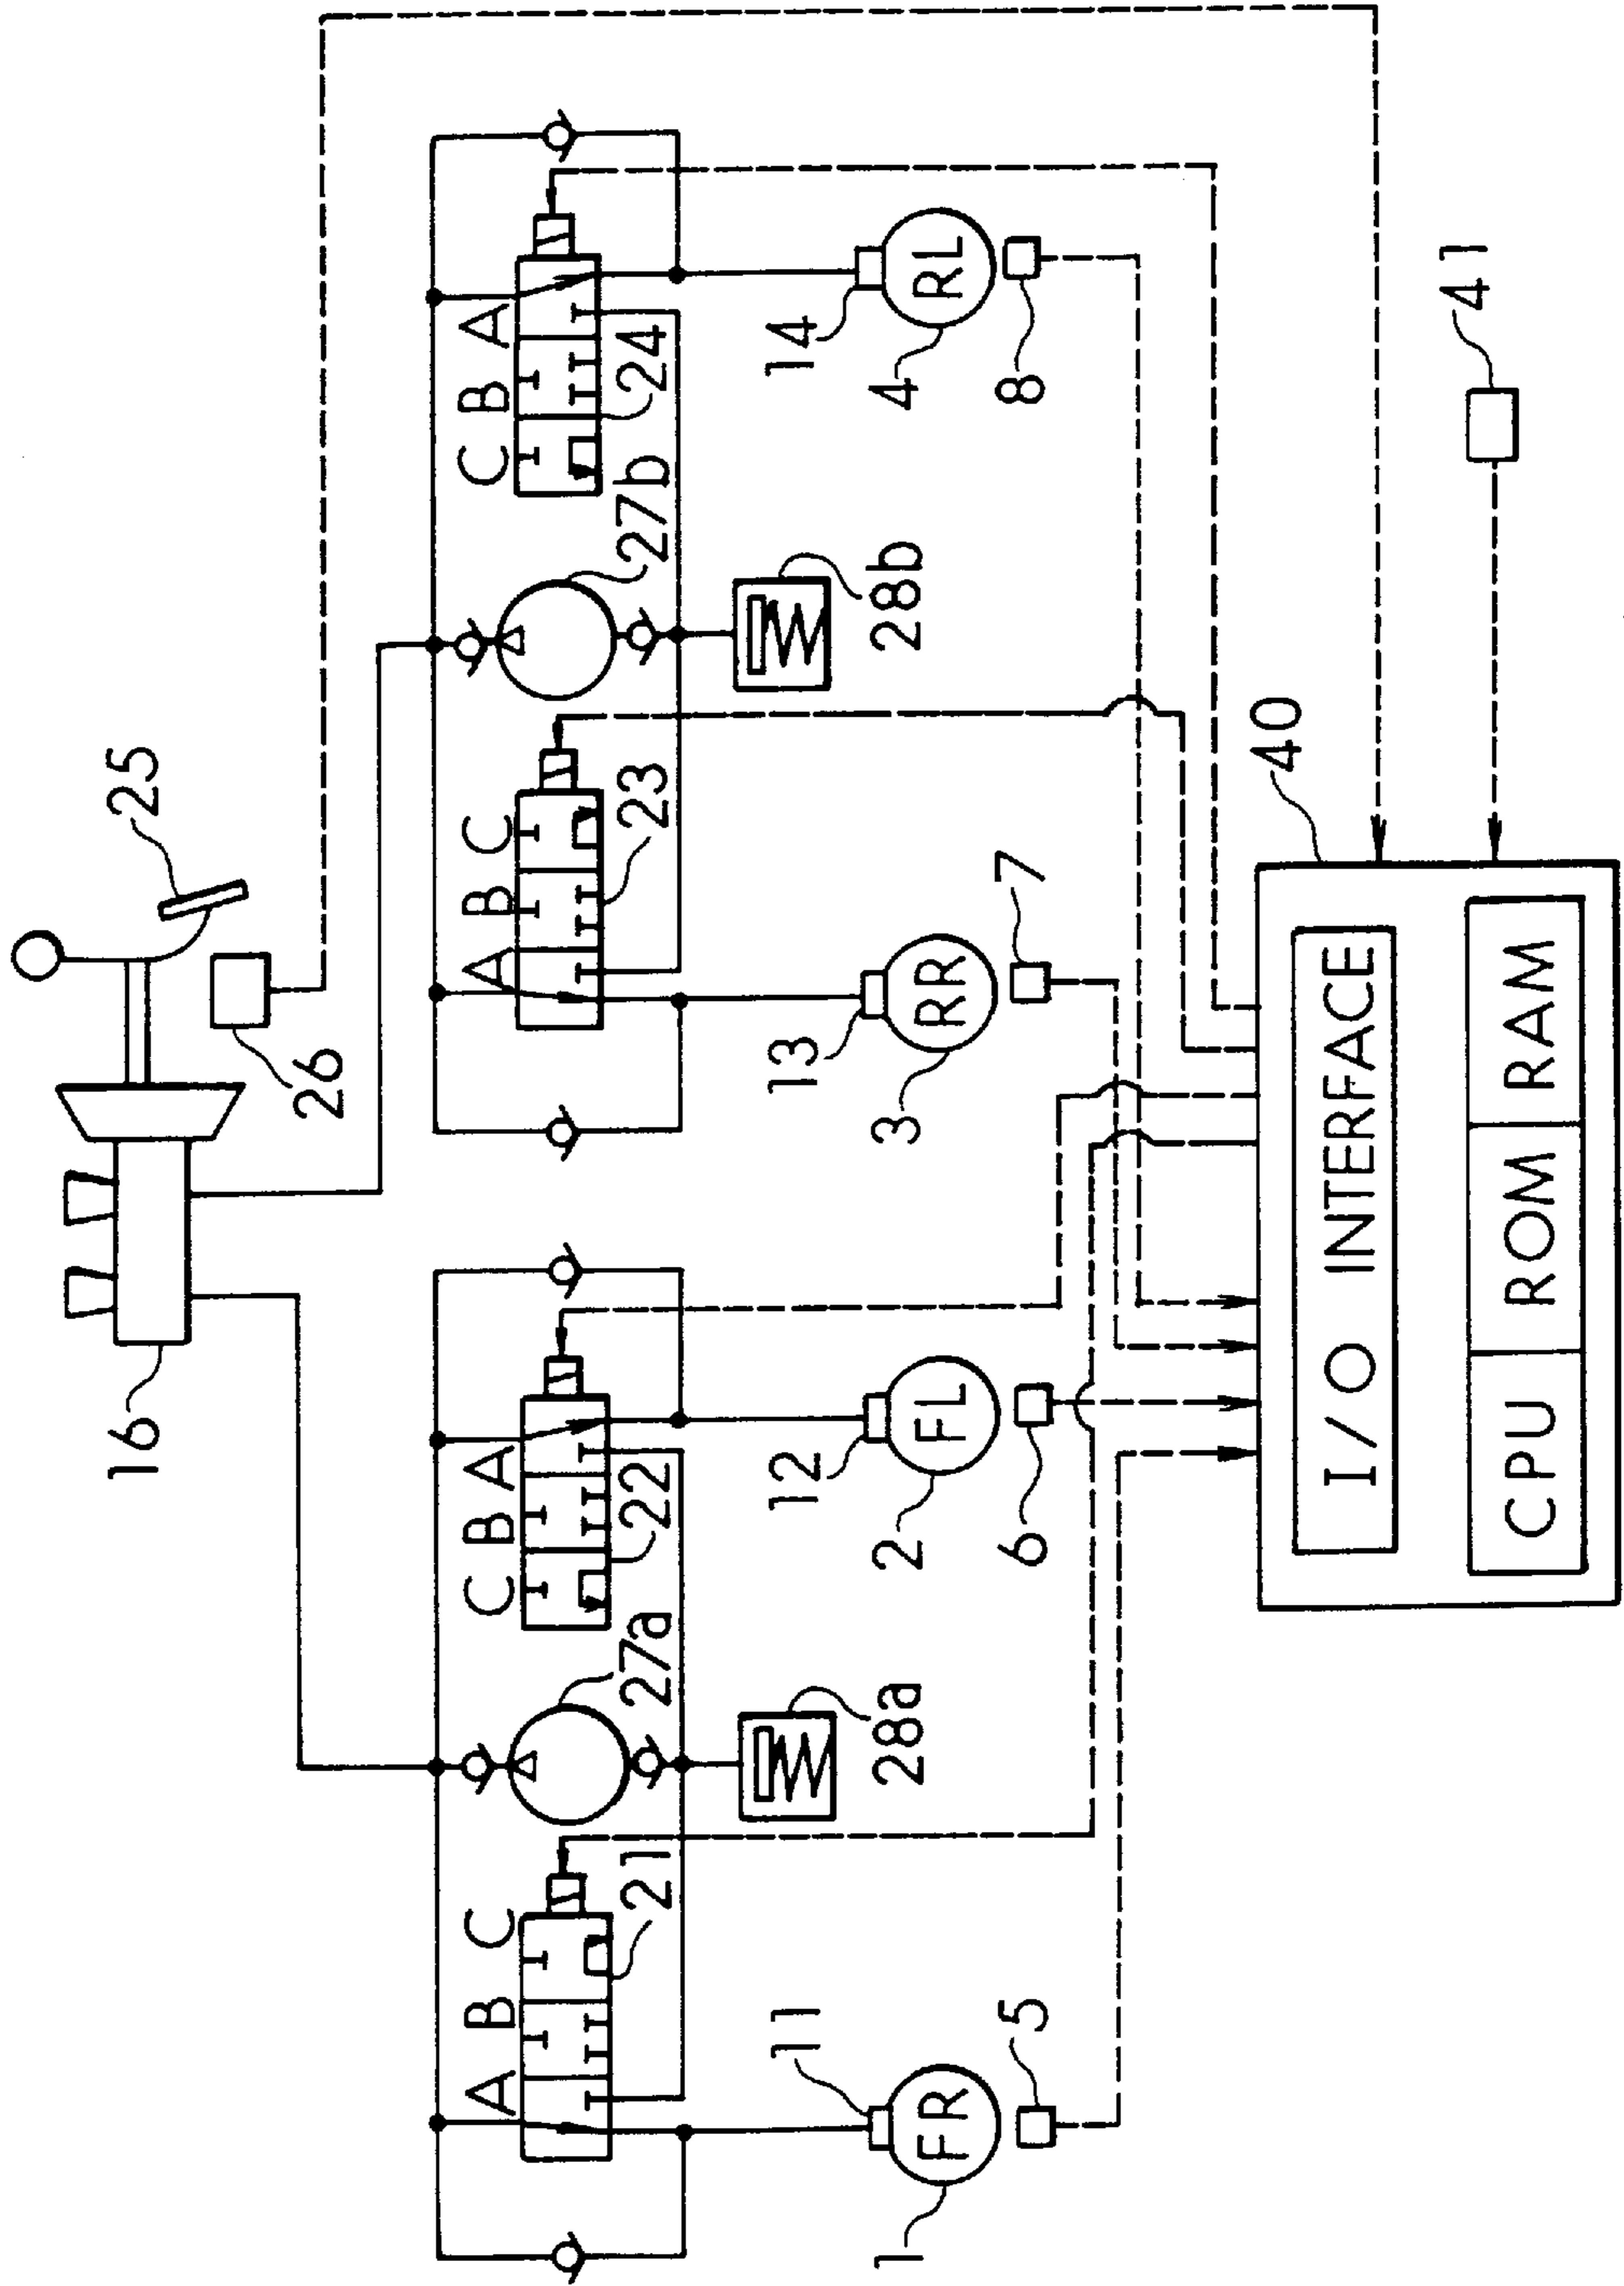 16
25
26
A
B
C
21
27a
C
B
A
22
A
B
C
23
27b
C
B
A
24
28a
28b
11
12
13
14
FR
FL
RR
RL
1
2
3
4
5
6
7
8
40
41
I/O INTERFACE
CPU
ROM
RAM